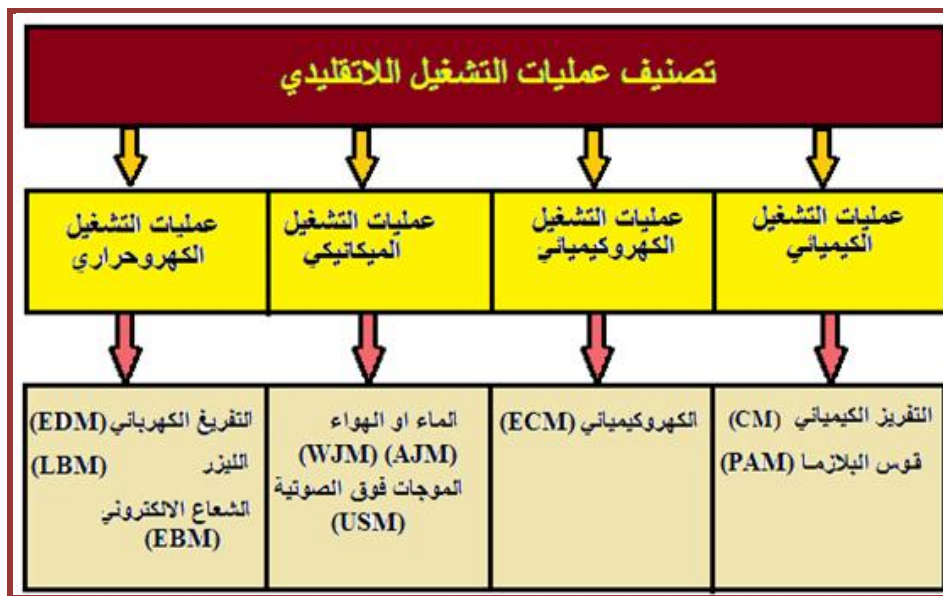 تصنيف عمليات التشغيل اللاتقليدي
عمليات التشغيل
الكيميائي
عمليات التشغيل
الكهروكيميائي
عمليات التشغيل
الميكانيكي
عمليات التشغيل
الكهروحراري
التفريز الكيميائي (CM)
قوس البلازما (PAM)
الكهروكيميائي (ECM)
الماء او الهواء
(WJM) (AJM)
الموجات فوق الصوتية
(USM)
التفريغ الكهربائي (EDM)
الليزر (LBM)
الشعاع الالكتروني
(EBM)